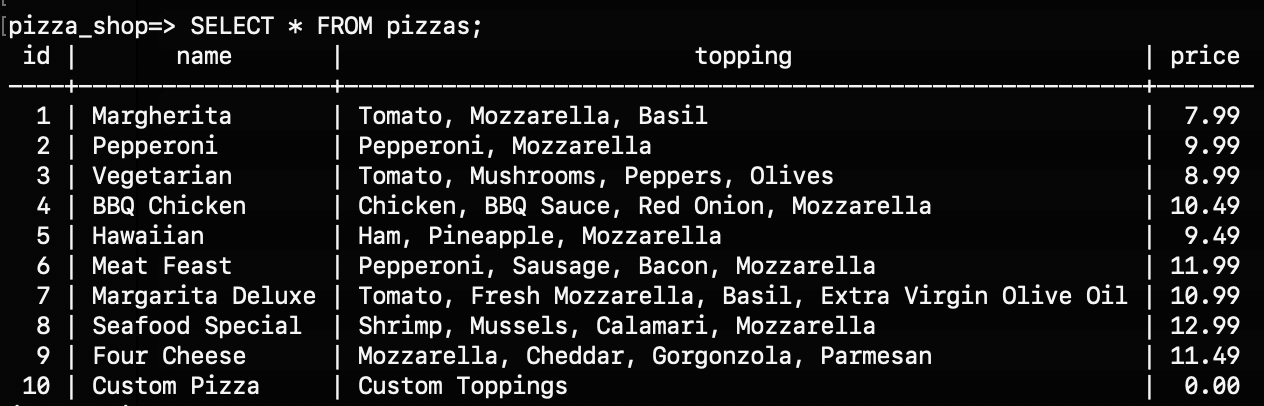 pizza_shop=> SELECT * FROM pizzas;
id | name | topping | price
----+------------------+----------------------------------------------------------+-------
1 | Margherita | Tomato, Mozzarella, Basil | 7.99
2 | Pepperoni | Pepperoni, Mozzarella | 9.99
3 | Vegetarian | Tomato, Mushrooms, Peppers, Olives | 8.99
4 | BBQ Chicken | Chicken, BBQ Sauce, Red Onion, Mozzarella | 10.49
5 | Hawaiian | Ham, Pineapple, Mozzarella | 9.49
6 | Meat Feast | Pepperoni, Sausage, Bacon, Mozzarella | 11.99
7 | Margarita Deluxe | Tomato, Fresh Mozzarella, Basil, Extra Virgin Olive Oil | 10.99
8 | Seafood Special | Shrimp, Mussels, Calamari, Mozzarella | 12.99
9 | Four Cheese | Mozzarella, Cheddar, Gorgonzola, Parmesan | 11.49
10 | Custom Pizza | Custom Toppings | 0.00